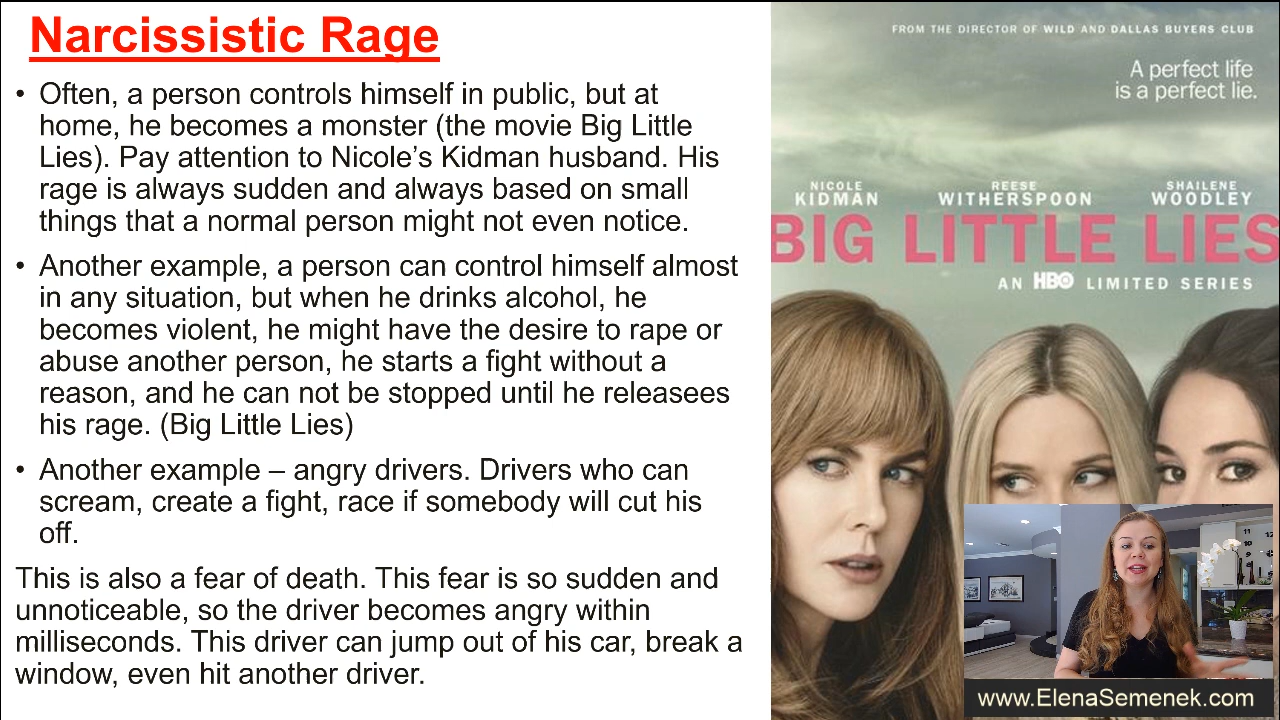 Narcissistic Rage
• Often, a person controls himself in public, but at
home, he becomes a monster (the movie Big Little
Lies). Pay attention to Nicole’s Kidman husband. His
rage is always sudden and always based on small
things that a normal person might not even notice.
• Another example, a person can control himself almost
in any situation, but when he drinks alcohol, he
becomes violent, he might have the desire to rape or
abuse another person, he starts a fight without a
reason, and he can not be stopped until he releasees
his rage. (Big Little Lies)
• Another example – angry drivers. Drivers who can
scream, create a fight, race if somebody will cut his
off.
This is also a fear of death. This fear is so sudden and
unnoticeable, so the driver becomes angry within
milliseconds. This driver can jump out of his car, break a
window, even hit another driver.
FROM THE DIRECTOR OF WILD AND DALLAS BUYERS CLUB
A perfect life
is a perfect lie.
NICOLE KIDMAN
REESE WITHERSPOON
SHAILENE WOODLEY
BIG LITTLE LIES
AN HBO LIMITED SERIES
www.ElenaSemenek.com